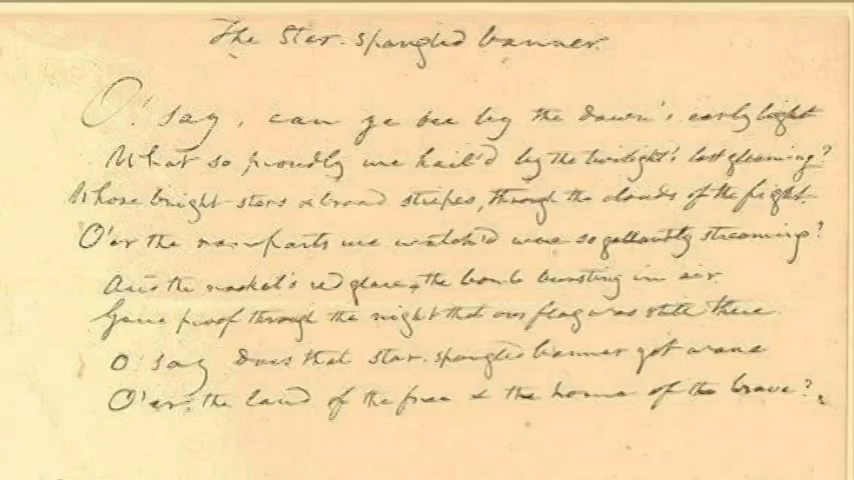 The Star-spangled banner
O! say, can ye see by the dawn's early light
What so proudly we hail'd by the twilight's last gleaming?
Whose bright stars & broad stripes, through the clouds of the fight.
O'er the ramparts we watch'd were so gallantly streaming?
And the rocket's red glare, the bomb bursting in air
Gave proof through the night that our flag was still there
O! say does that star-spangled banner yet wave
O'er the land of the free & the home of the brave?